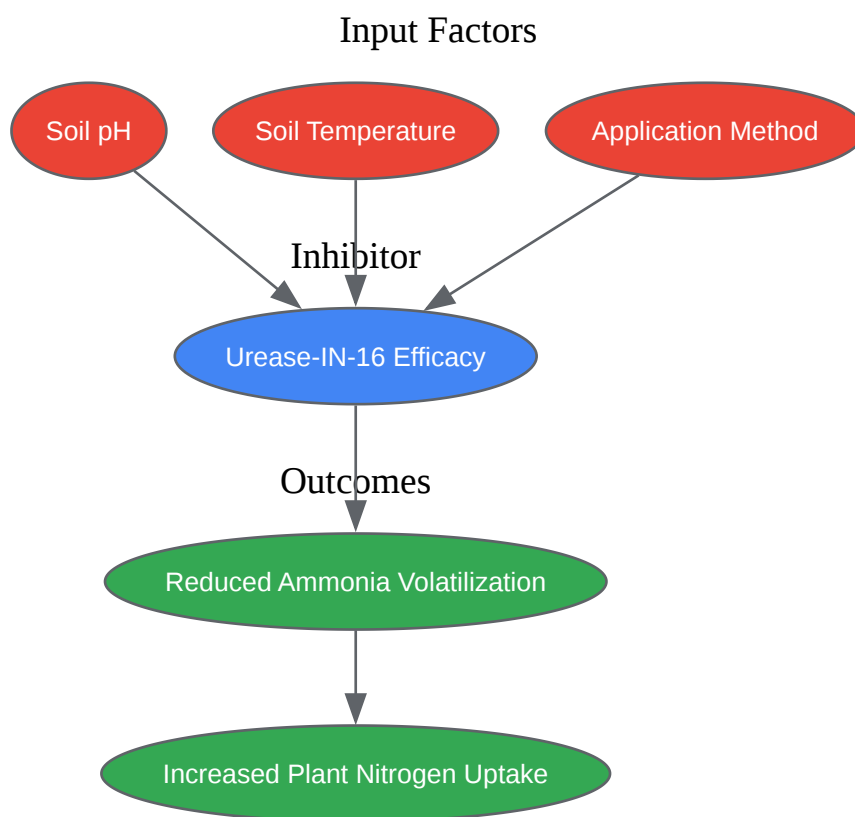 Input Factors
Soil pH
Soil Temperature
Application Method
Inhibitor
Urease-IN-16 Efficacy
Outcomes
Reduced Ammonia Volatilization
Increased Plant Nitrogen Uptake